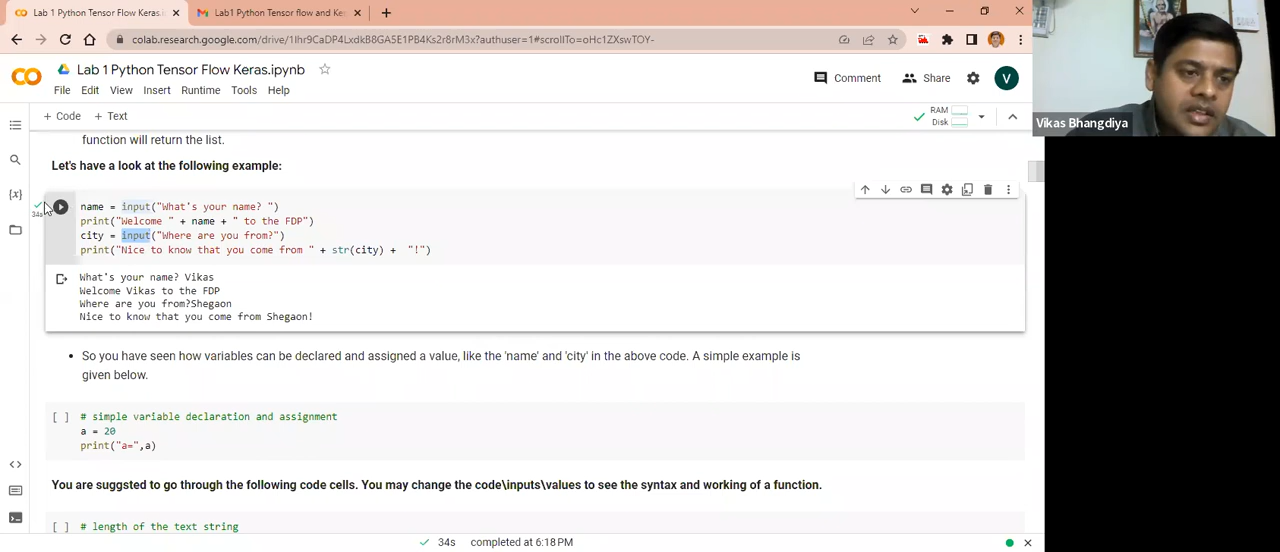 Lab 1 Python Tensor Flow Keras.i
Lab1 Python Tensor flow and Ke
colab.research.google.com/drive/1Ihr9CaDPALxdkB8GA5E1PB4Ks2r8rM3x?authuser=1#scrollTo=oHc1ZXswTOY-
Lab 1 Python Tensor Flow Keras.ipynb
Comment
Share
V
File Edit View Insert Runtime Tools Help
+ Code + Text
RAM
Disk
Vikas Bhangdiya
function will return the list.
Let's have a look at the following example:
34s
name = input("What's your name? ")
print("Welcome " + name + " to the FDP")
city = input("Where are you from?")
print("Nice to know that you come from " + str(city) + "!")
What's your name? Vikas
Welcome Vikas to the FDP
Where are you from?Shegaon
Nice to know that you come from Shegaon!
• So you have seen how variables can be declared and assigned a value, like the 'name' and 'city' in the above code. A simple example is
given below.
[ ] # simple variable declaration and assignment
a = 20
print("a=",a)
You are suggsted to go through the following code cells. You may change the code\inputs\values to see the syntax and working of a function.
[ ] # length of the text string
34s completed at 6:18 PM